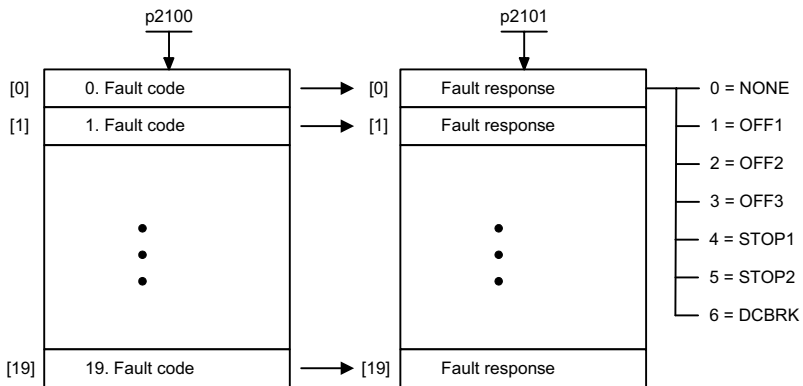 p2100 p2101
[0] 0. Fault code [0] Fault response 0 = NONE
[1] 1. Fault code [1] Fault response 1 = OFF1
2 = OFF2
3 = OFF3
4 = STOP1
5 = STOP2
6 = DCBRK
[19] 19. Fault code [19] Fault response